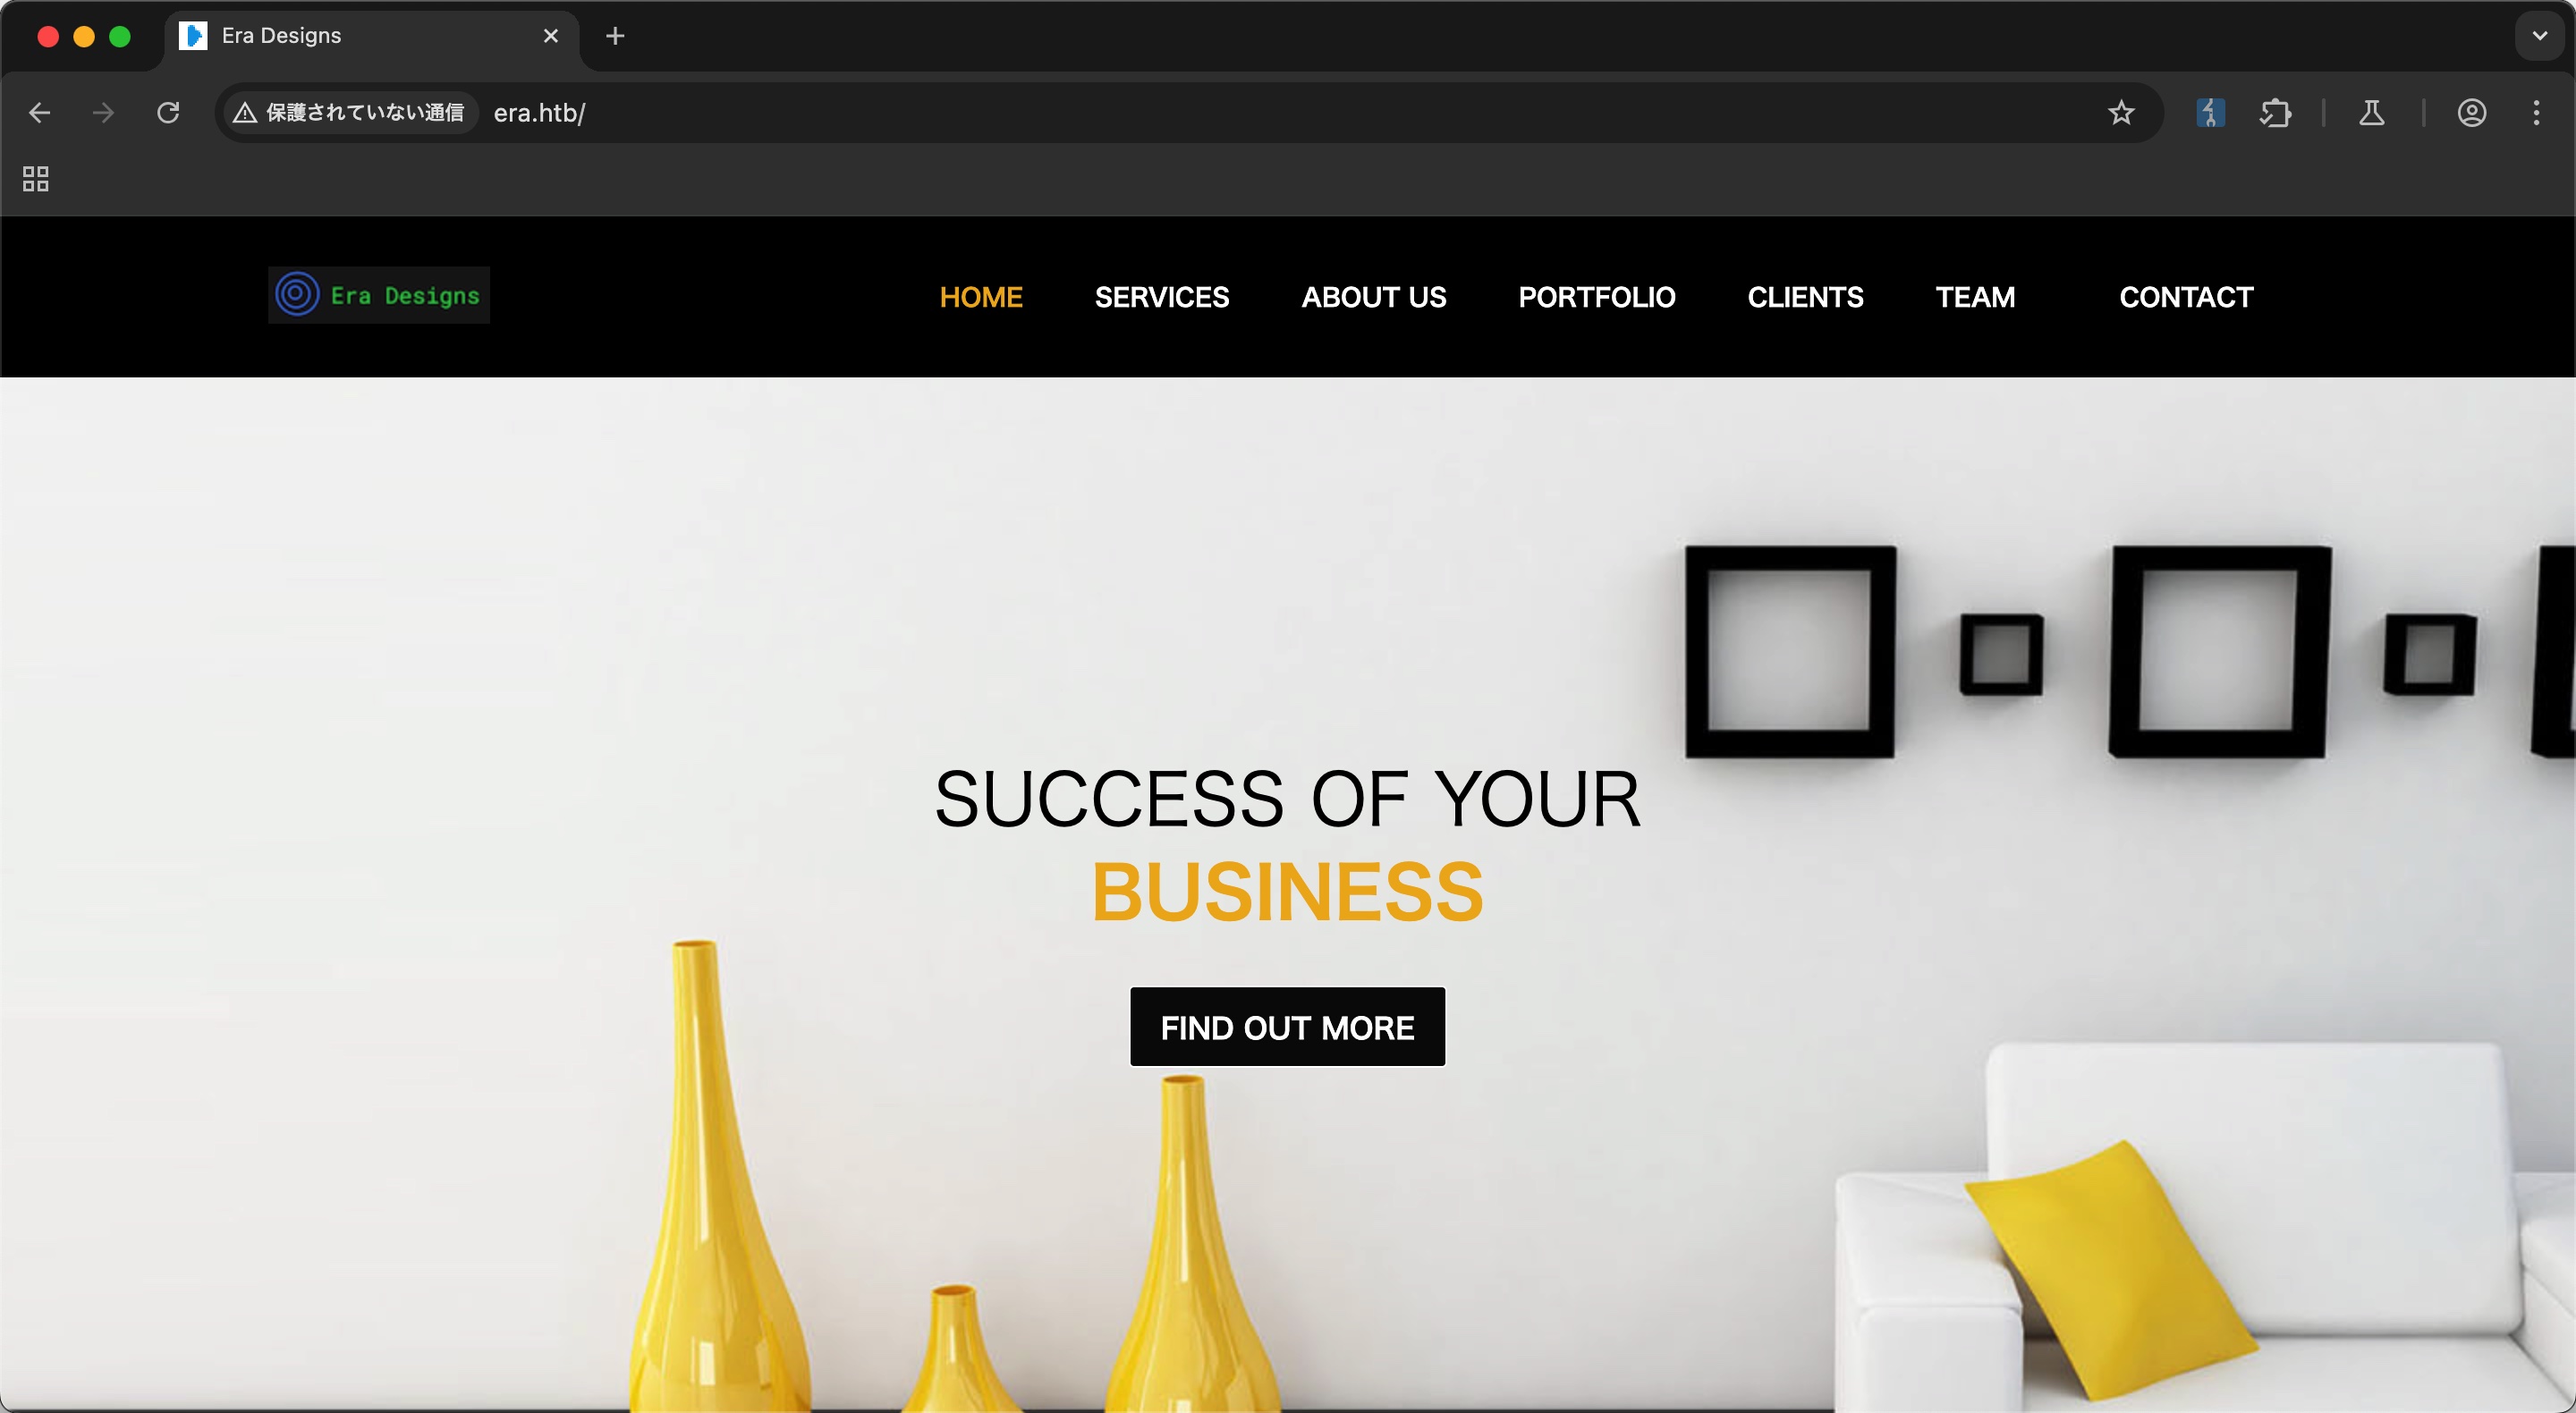 Era Designs
保護されていない通信 era.htb/
Era Designs
HOME SERVICES ABOUT US PORTFOLIO CLIENTS TEAM CONTACT
SUCCESS OF YOUR
BUSINESS
FIND OUT MORE